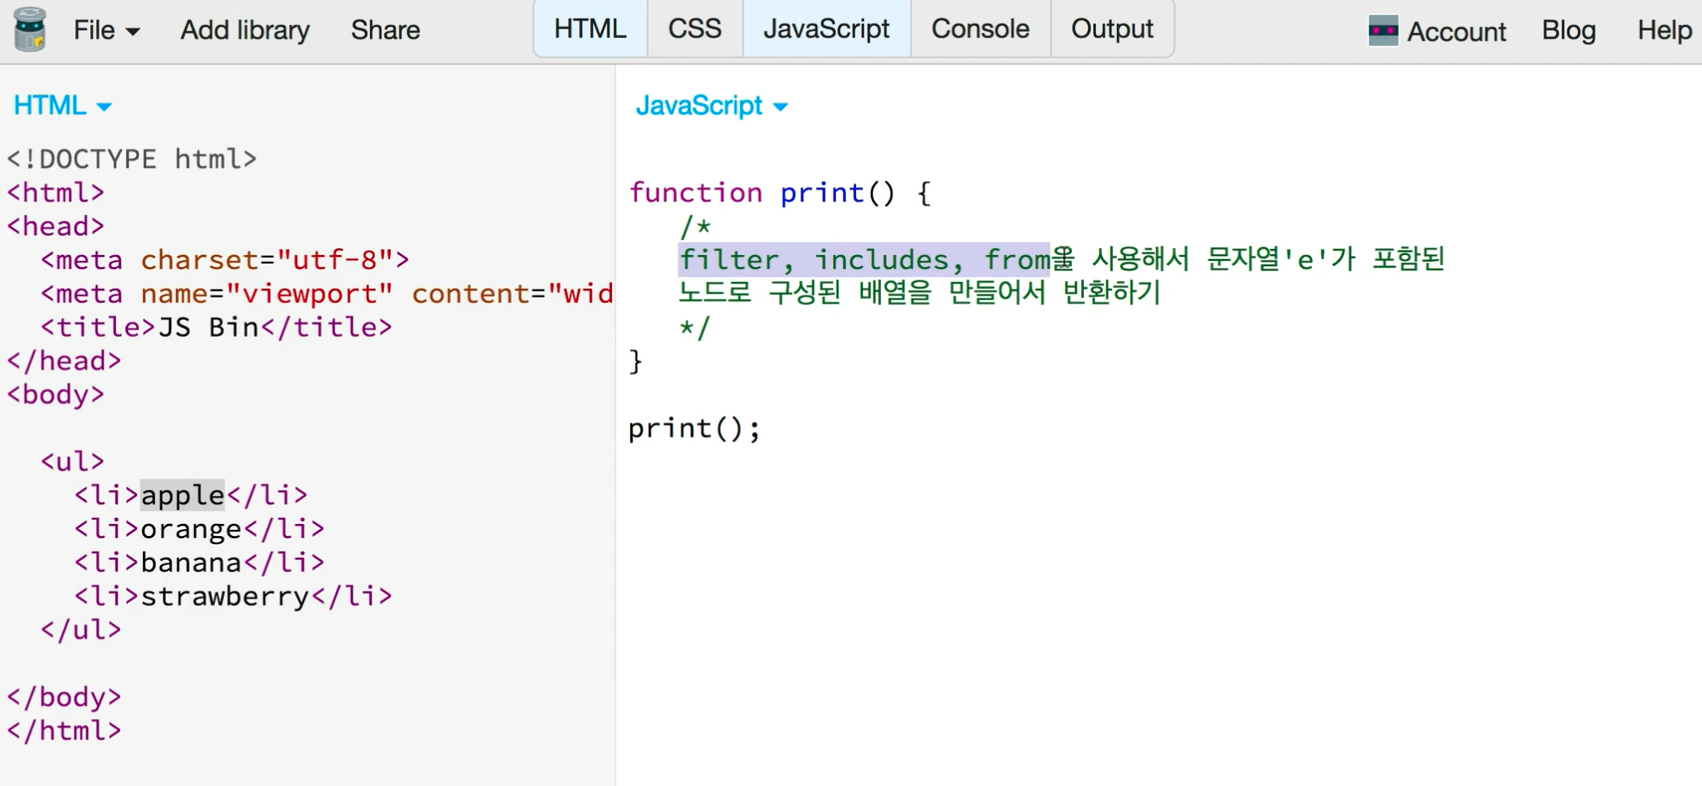 File Add library Share HTML CSS JavaScript Console Output Account Blog Help
HTML
<!DOCTYPE html>
<html>
<head>
<meta charset="utf-8">
<meta name="viewport" content="wid
<title>JS Bin</title>
</head>
<body>
<ul>
<li>apple</li>
<li>orange</li>
<li>banana</li>
<li>strawberry</li>
</ul>
</body>
</html>
JavaScript
function print() {
/*
filter, includes, from을 사용해서 문자열'e'가 포함된
노드로 구성된 배열을 만들어서 반환하기
*/
}
print();